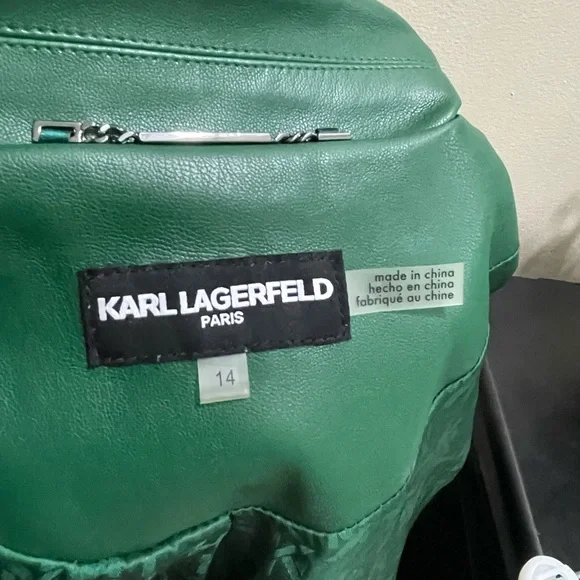 KARL LAGERFELD
PARIS
made in china
hecho en china
fabriqué au chine
14